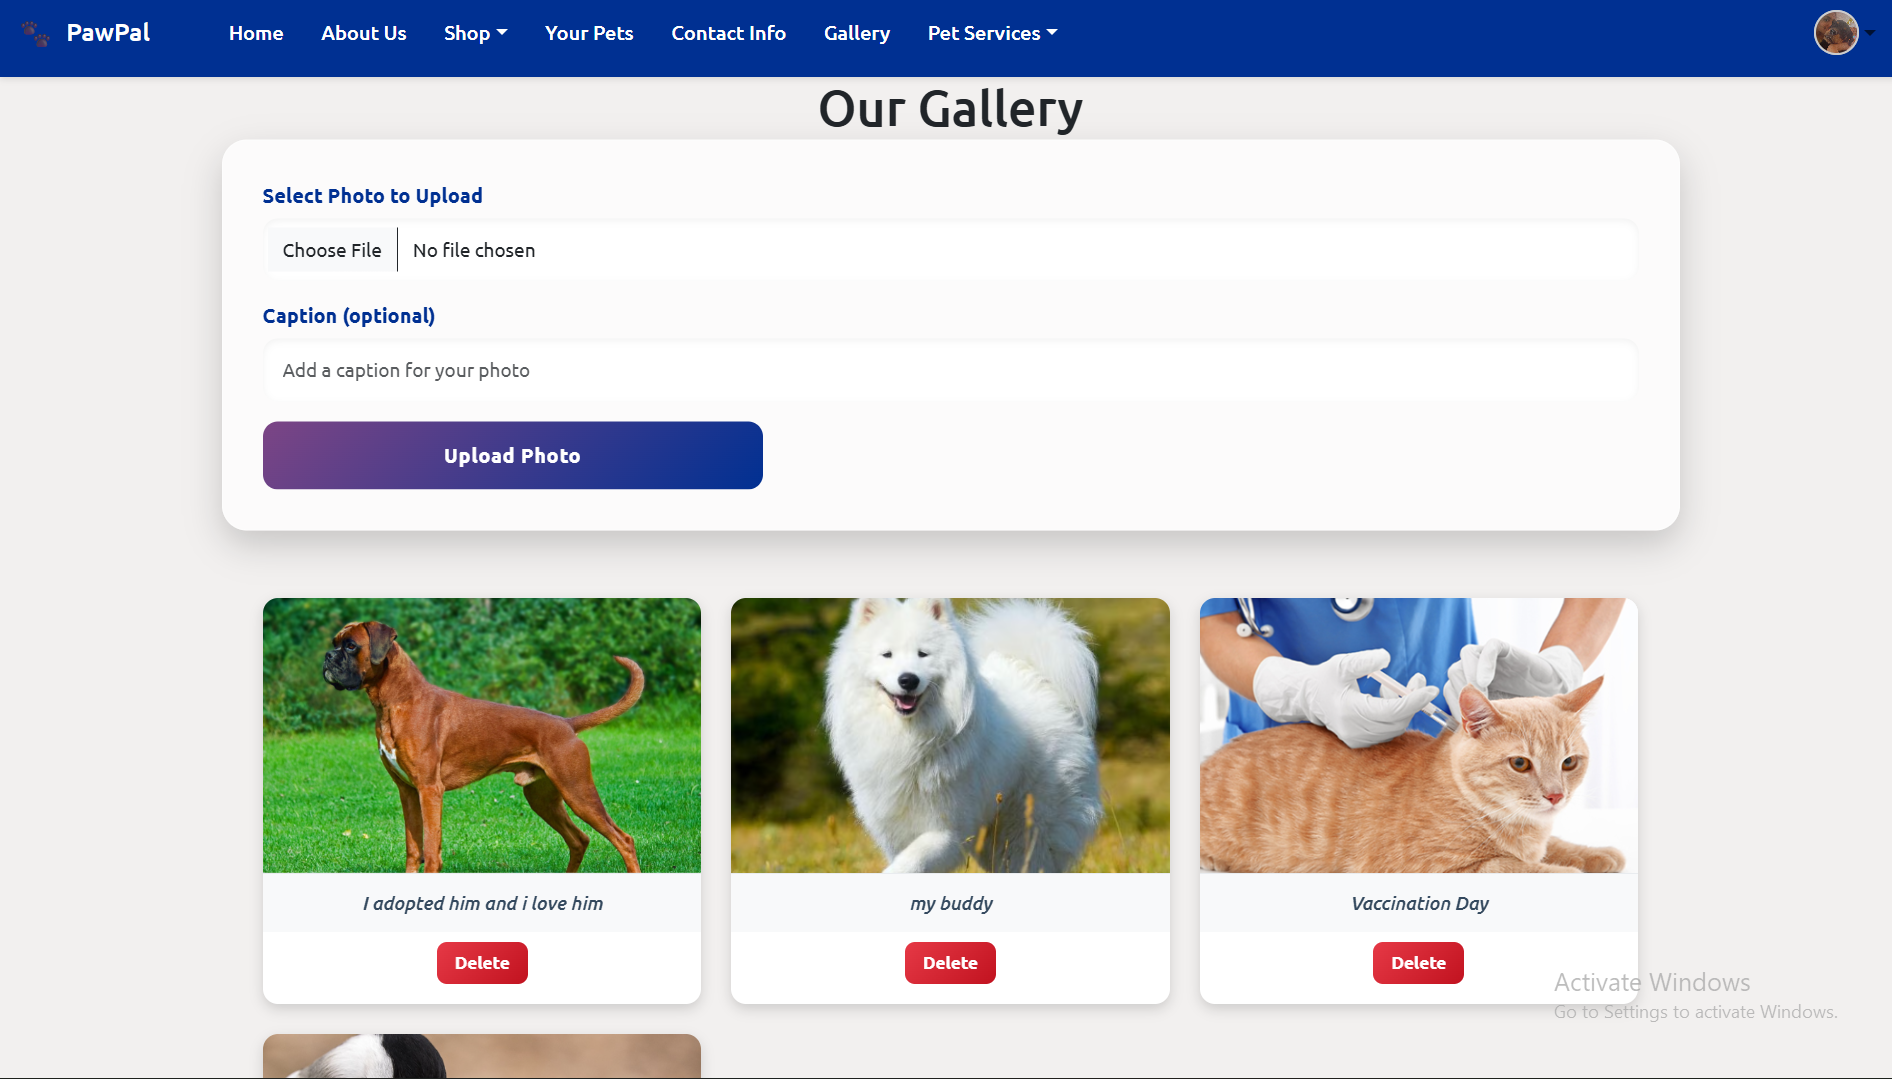 PawPal Home About Us Shop Your Pets Contact Info Gallery Pet Services
Our Gallery
Select Photo to Upload
Choose File No file chosen
Caption (optional)
Add a caption for your photo
Upload Photo
I adopted him and i love him my buddy Vaccination Day
Delete Delete Delete
Activate Windows
Go to Settings to activate Windows.